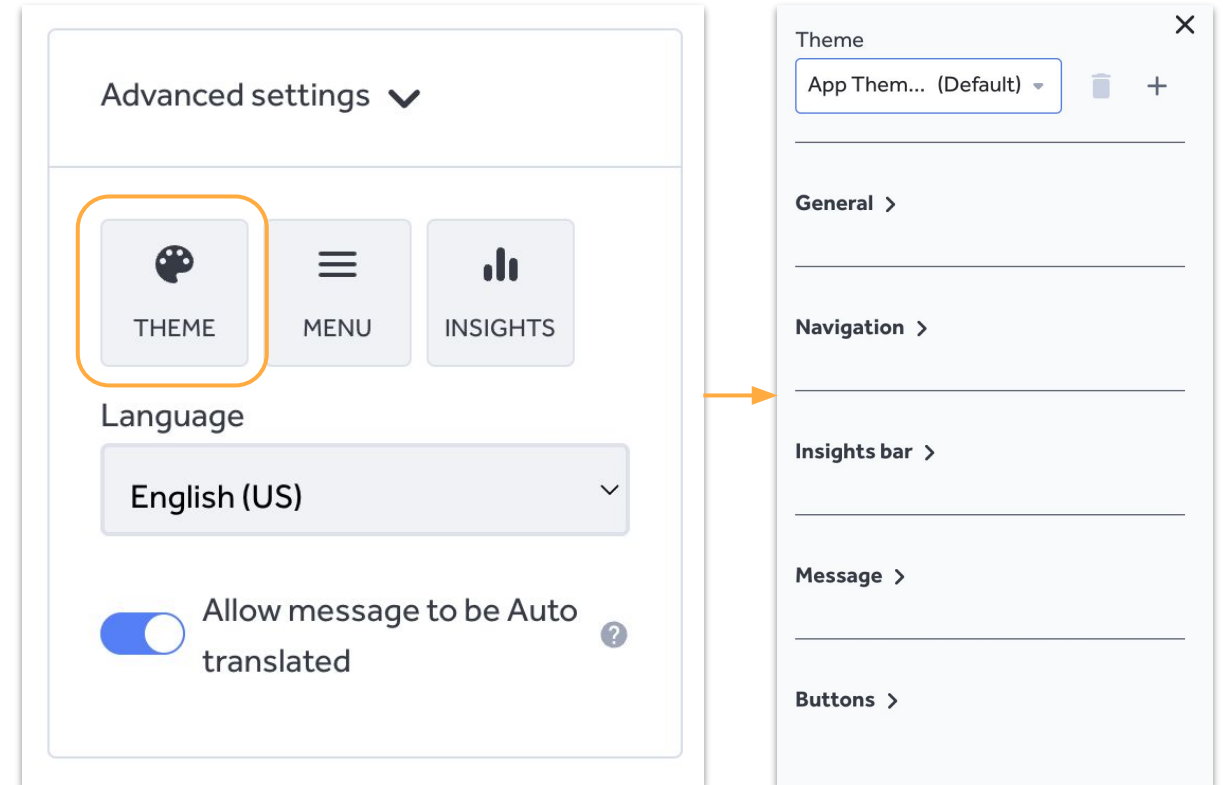 Advanced settings
THEME
MENU
INSIGHTS
Language
English (US)
Allow message to be Auto
translated
?
Theme
App Them... (Default)
General
Navigation
Insights bar
Message
Buttons